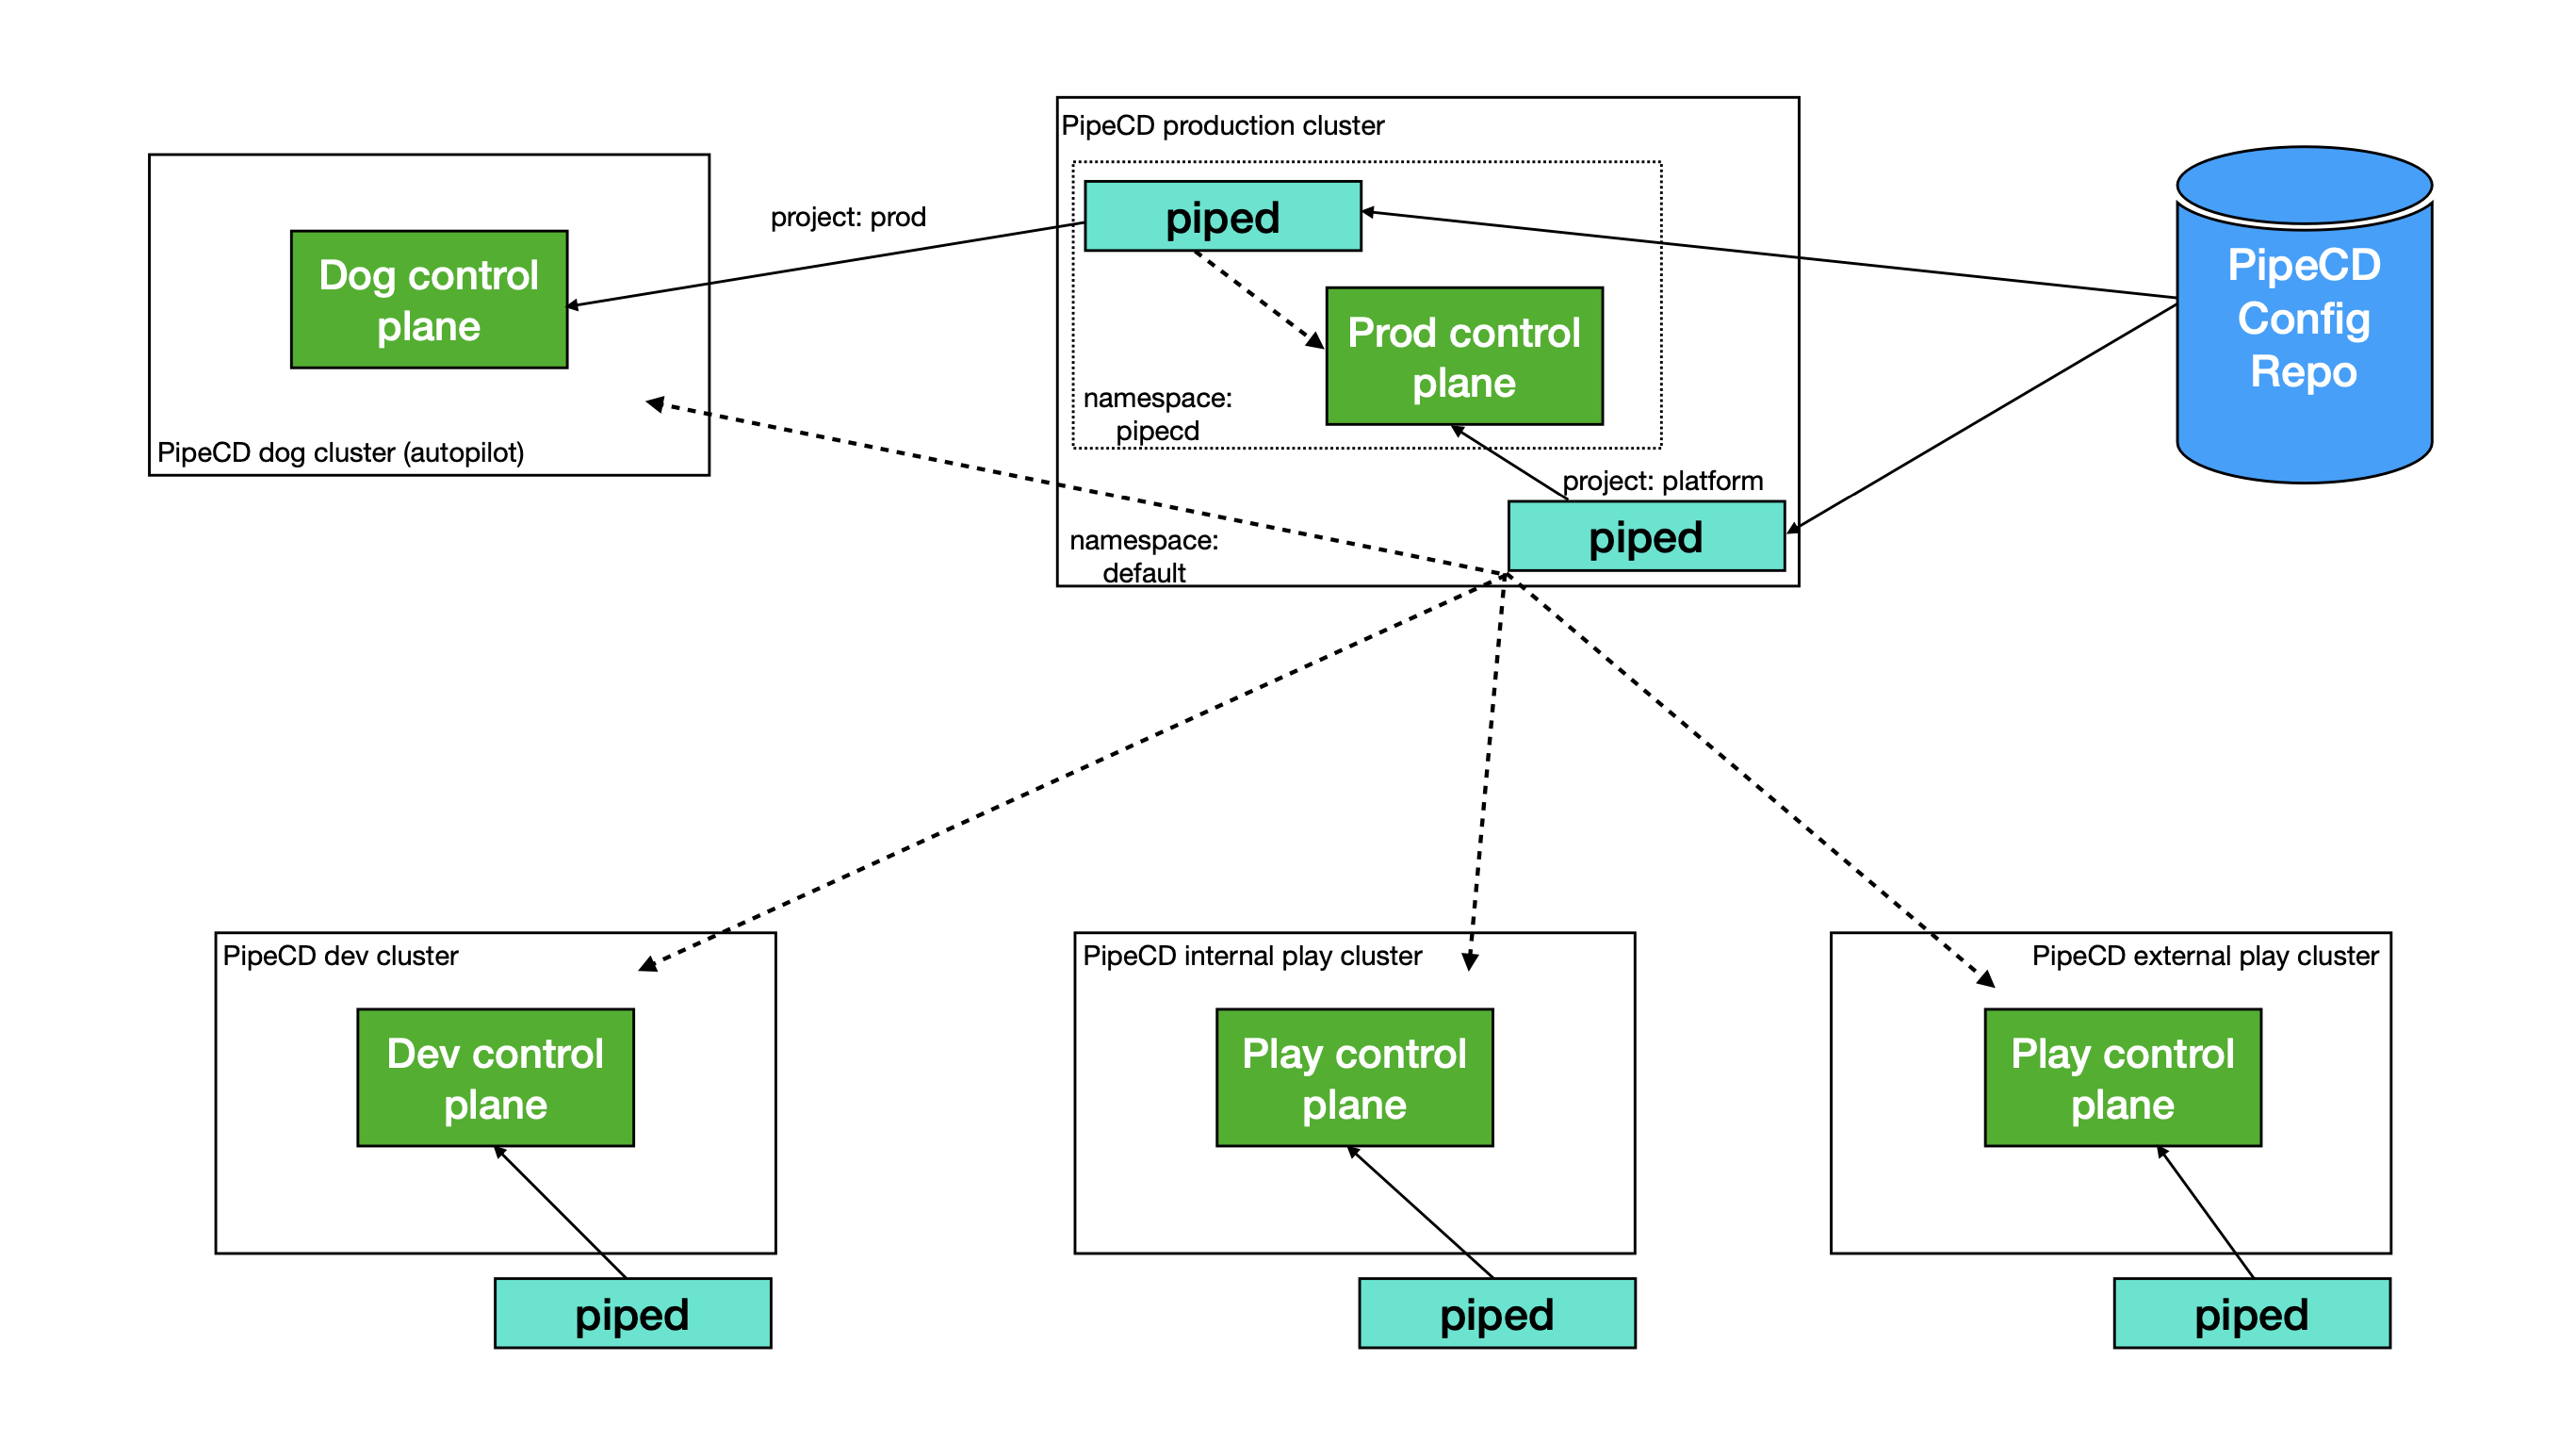 PipeCD production cluster
piped
project: prod
Dog control
plane
PipeCD dog cluster (autopilot)
Prod control
plane
namespace:
pipecd
project: platform
piped
namespace:
default
PipeCD
Config
Repo
PipeCD dev cluster
Dev control
plane
piped
PipeCD internal play cluster
Play control
plane
piped
PipeCD external play cluster
Play control
plane
piped